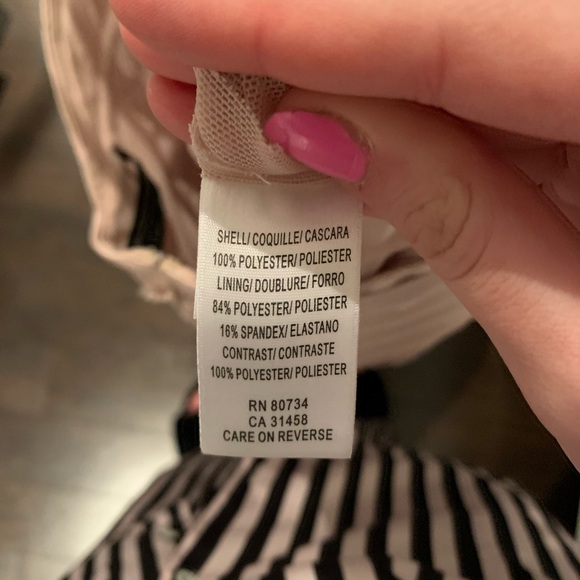 SHELL/ COQUILLE/ CASCARA
100% POLYESTER/ POLIESTER
LINING/ DOUBLURE/ FORRO
84% POLYESTER/ POLIESTER
16% SPANDEX/ ELASTANO
CONTRAST/ CONTRASTE
100% POLYESTER/ POLIESTER
RN 80734
CA 31458
CARE ON REVERSE